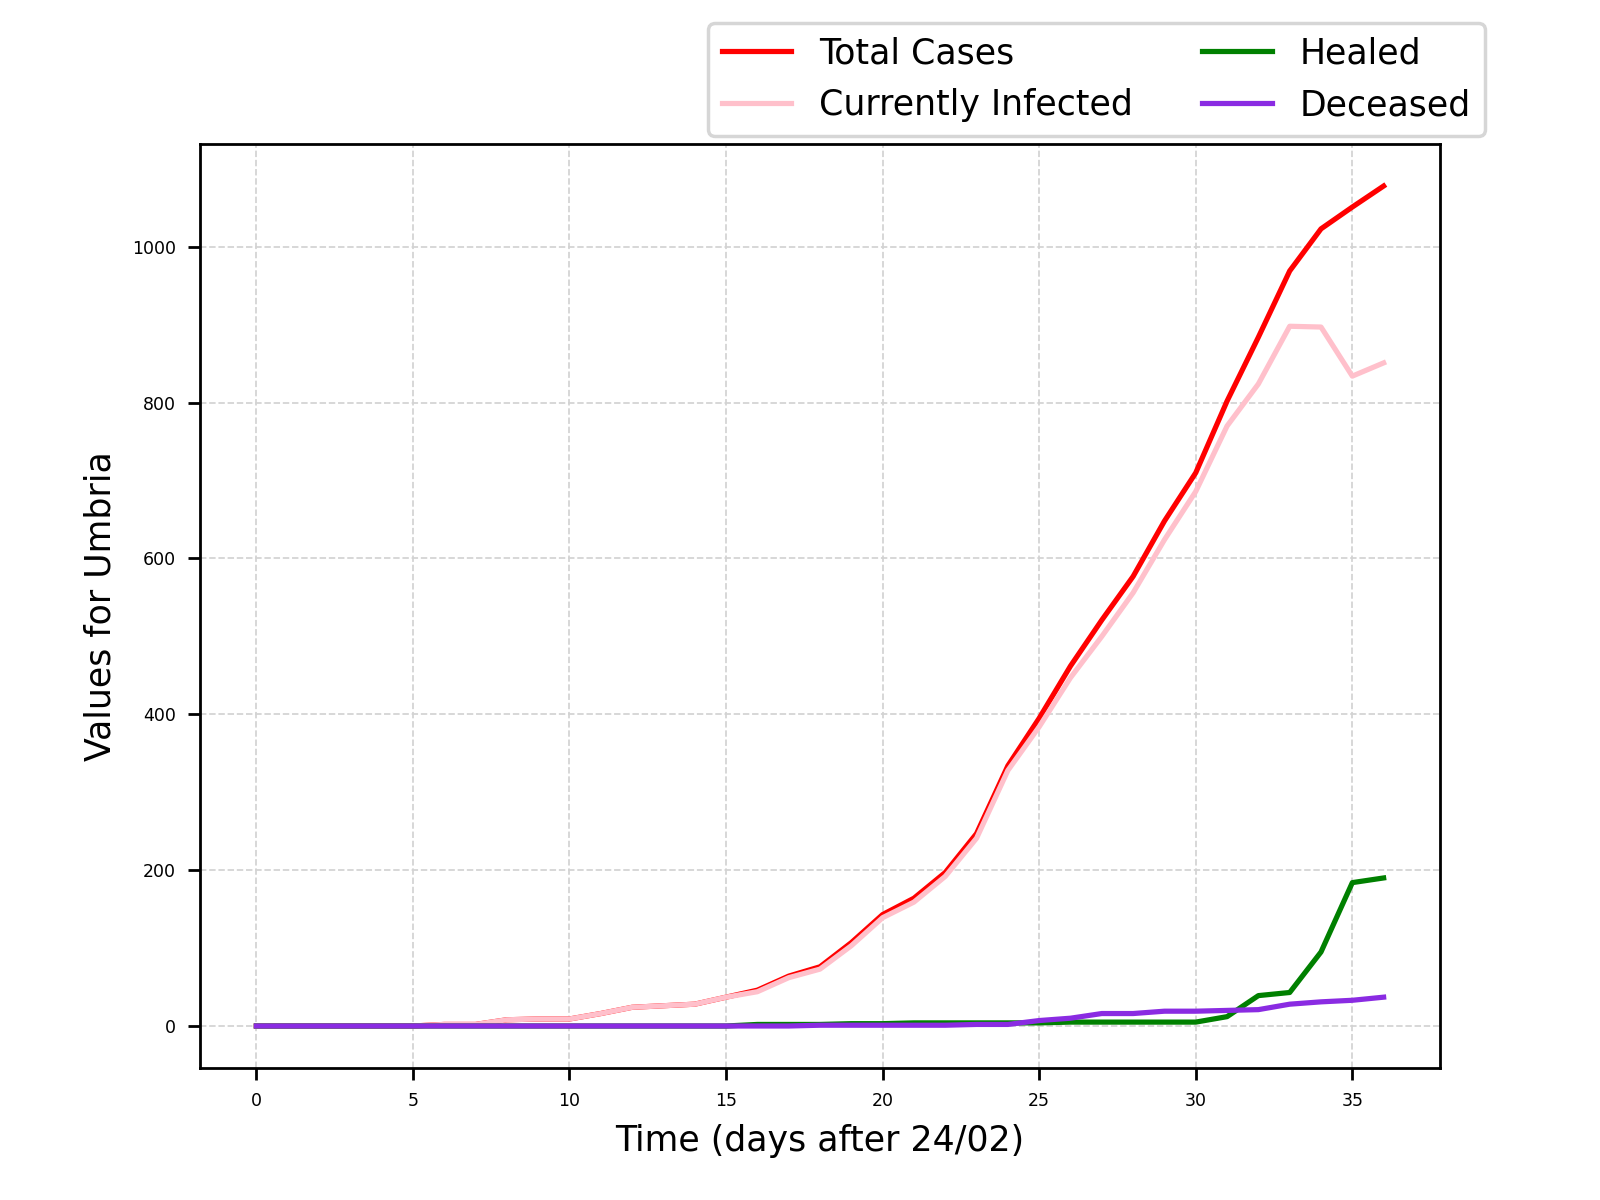 Total Cases
Currently Infected
Healed
Deceased
Values for Umbria
1000
800
600
400
200
0
0 5 10 15 20 25 30 35
Time (days after 24/02)